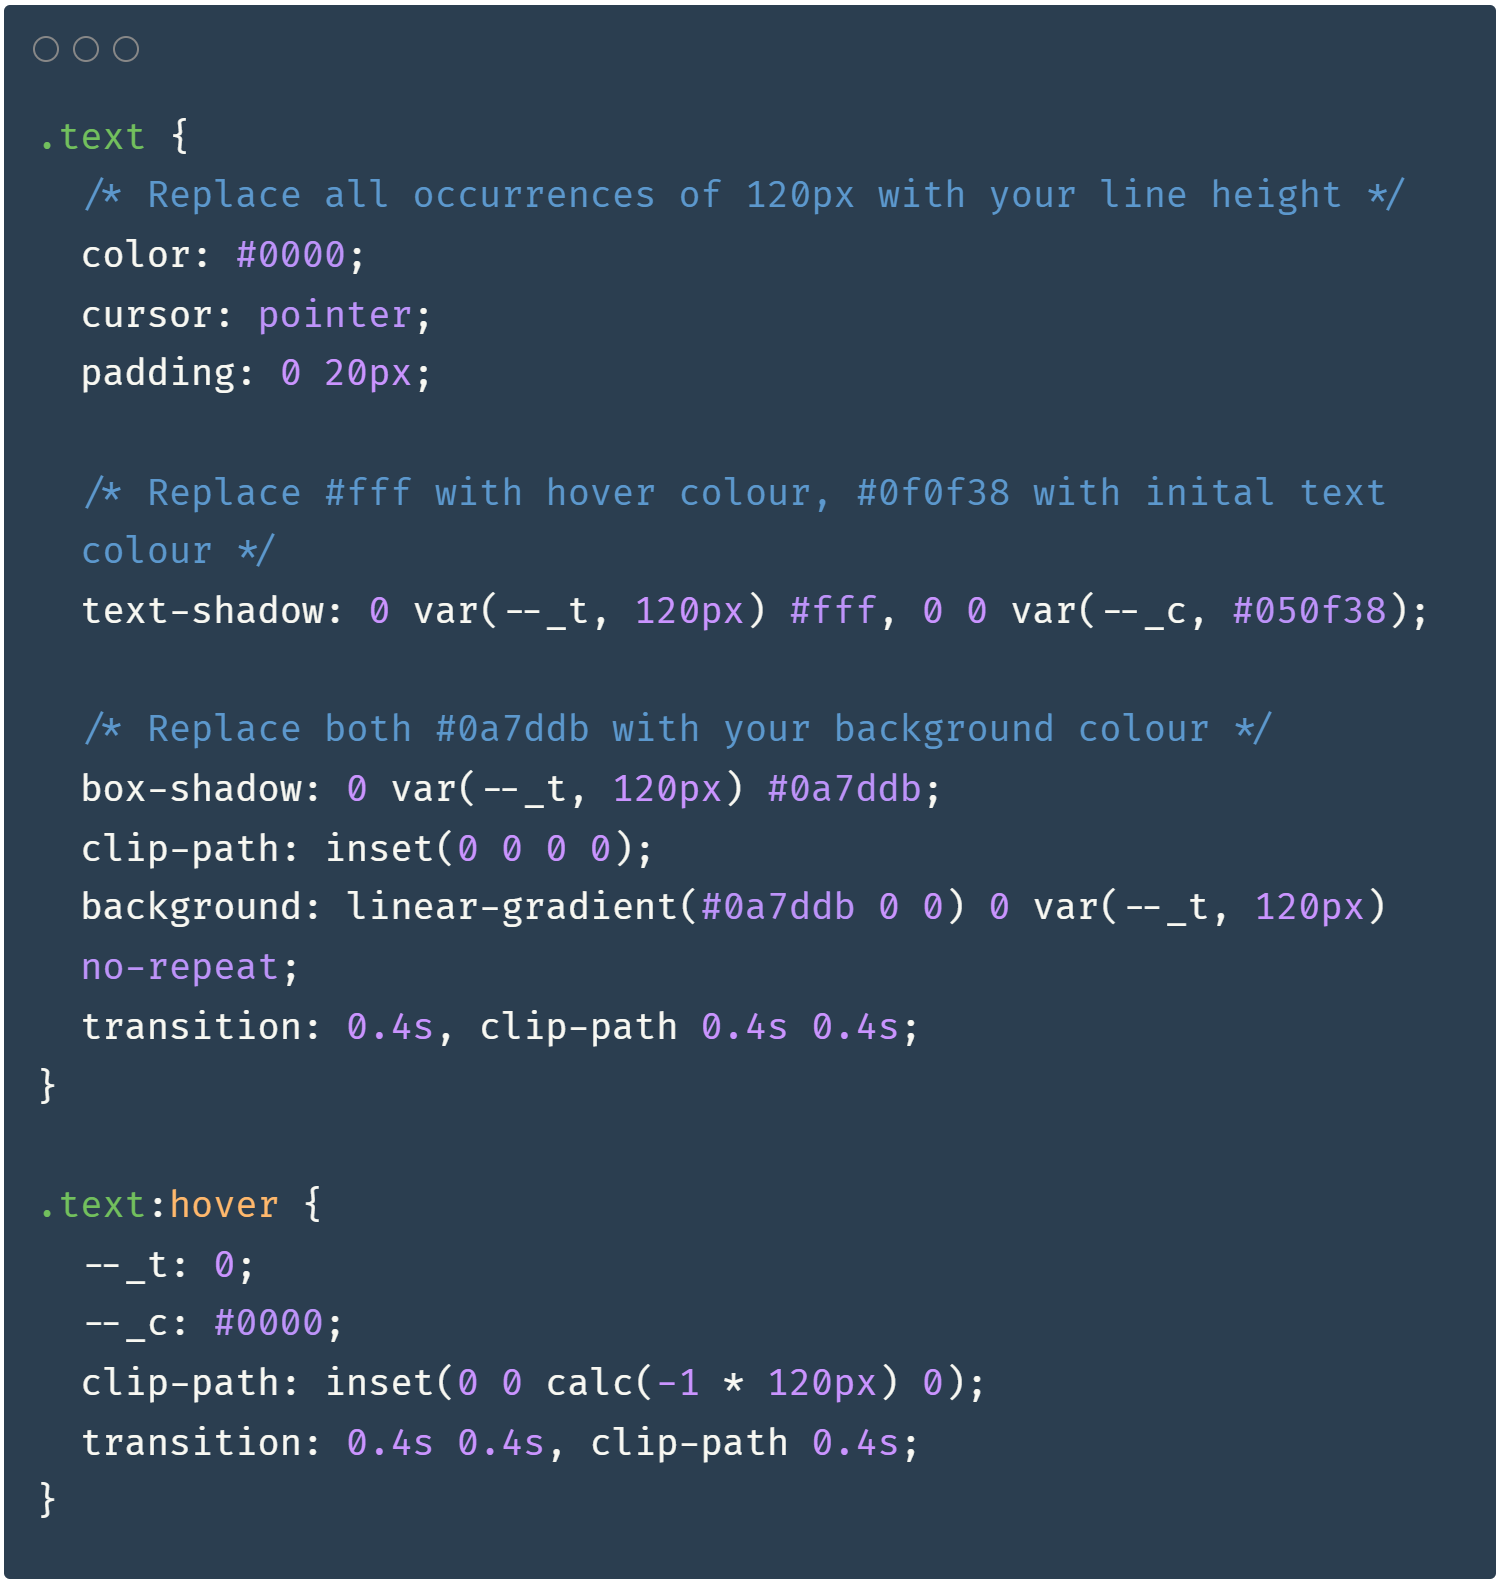 .text {
/* Replace all occurrences of 120px with your line height */
color: #0000;
cursor: pointer;
padding: 0 20px;
/* Replace #fff with hover colour, #0f0f38 with inital text
colour */
text-shadow: 0 var(--_t, 120px) #fff, 0 0 var(--_c, #050f38);
/* Replace both #0a7ddb with your background colour */
box-shadow: 0 var(--_t, 120px) #0a7ddb;
clip-path: inset(0 0 0 0);
background: linear-gradient(#0a7ddb 0 0) 0 var(--_t, 120px)
no-repeat;
transition: 0.4s, clip-path 0.4s 0.4s;
}
.text:hover {
--_t: 0;
--_c: #0000;
clip-path: inset(0 0 calc(-1 * 120px) 0);
transition: 0.4s 0.4s, clip-path 0.4s;
}